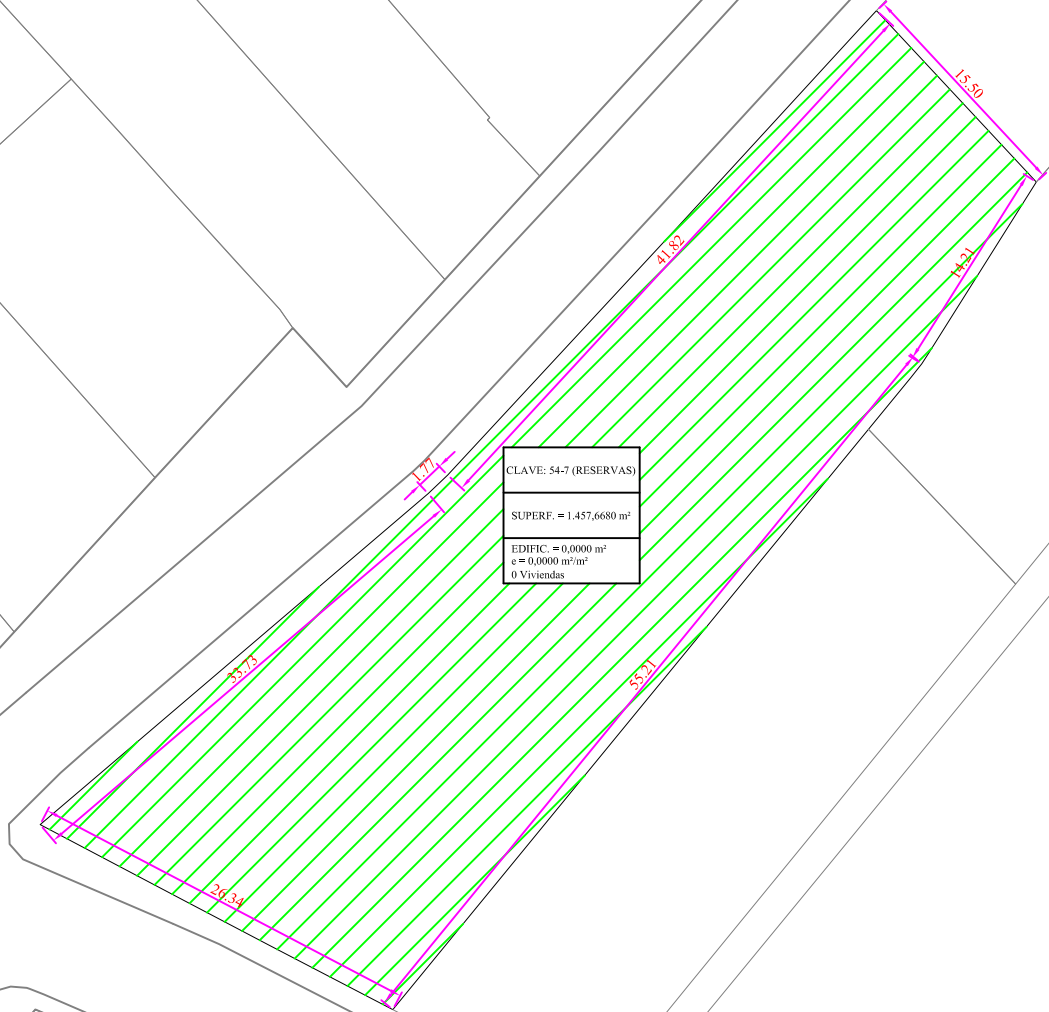 15.50
41.82
14.21
1.77
CLAVE: 54-7 (RESERVAS)
SUPERF. = 1.457,6680 m²
EDIFIC. = 0,0000 m²
e = 0,0000 m²/m²
0 Viviendas
33.73
55.21
26.34